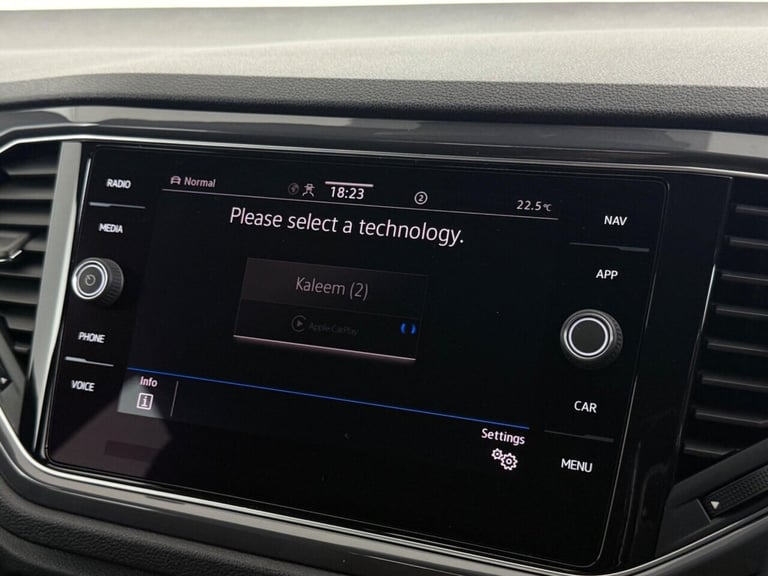 RADIO
Normal
18:23
2
22.5°C
NAV
MEDIA
Please select a technology.
APP
Kaleem (2)
Apple CarPlay
PHONE
VOICE
Info
i
CAR
Settings
MENU